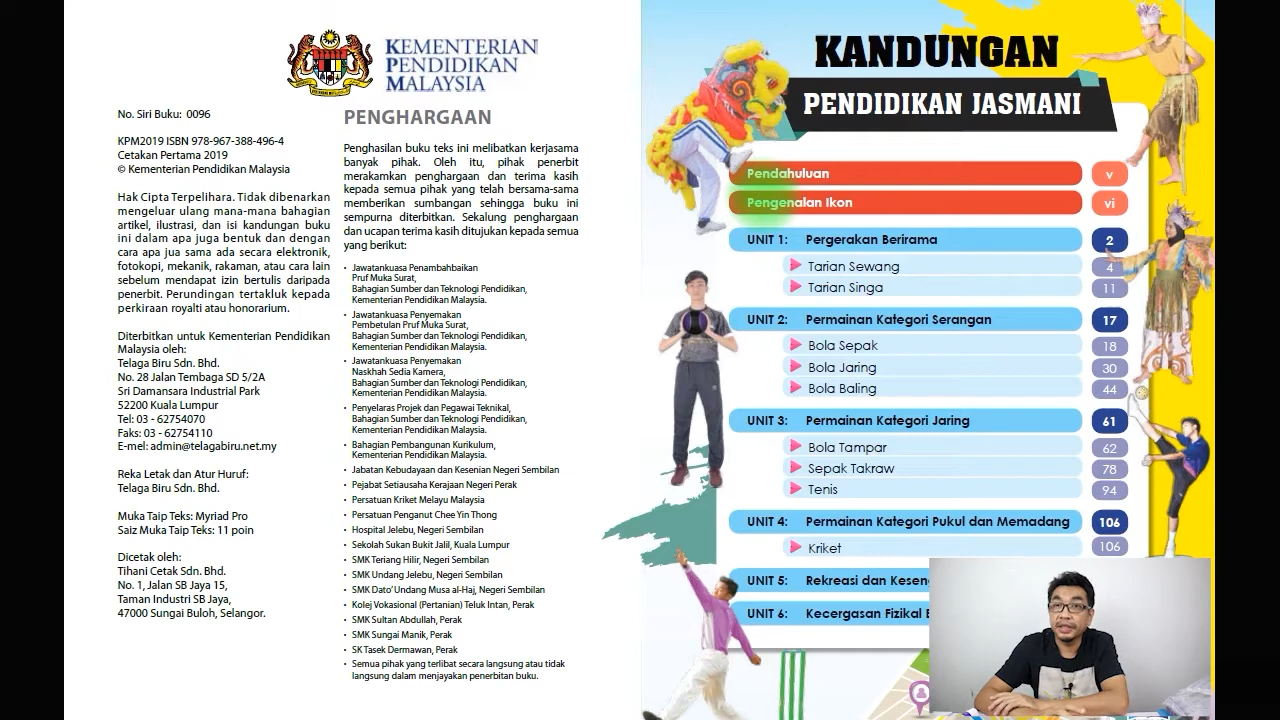 KEMENTERIAN
PENDIDIKAN
MALAYSIA
No. Siri Buku: 0096
KPM2019 ISBN 978-967-388-496-4
Cetakan Pertama 2019
© Kementerian Pendidikan Malaysia
Hak Cipta Terpelihara. Tidak dibenarkan
mengeluar ulang mana-mana bahagian
artikel, ilustrasi, dan isi kandungan buku
ini dalam apa juga bentuk dan dengan
cara apa jua sama ada secara elektronik,
fotokopi, mekanik, rakaman, atau cara lain
sebelum mendapat izin bertulis daripada
penerbit. Perundingan tertakluk kepada
perkiraan royalti atau honorarium.
Diterbitkan untuk Kementerian Pendidikan
Malaysia oleh:
Telaga Biru Sdn. Bhd.
No. 28 Jalan Tembaga SD 5/2A
Sri Damansara Industrial Park
52200 Kuala Lumpur
Tel: 03 - 62754070
Faks: 03 - 62754110
E-mel: admin@telagabiru.net.my
Reka Letak dan Atur Huruf:
Telaga Biru Sdn. Bhd.
Muka Taip Teks: Myriad Pro
Saiz Muka Taip Teks: 11 poin
Dicetak oleh:
Tihani Cetak Sdn. Bhd.
No. 1, Jalan SB Jaya 15,
Taman Industri SB Jaya,
47000 Sungai Buloh, Selangor.
PENGHARGAAN
Penghasilan buku teks ini melibatkan kerjasama
banyak pihak. Oleh itu, pihak penerbit
merakamkan penghargaan dan terima kasih
kepada semua pihak yang telah bersama-sama
memberikan sumbangan sehingga buku ini
sempurna diterbitkan. Sekalung penghargaan
dan ucapan terima kasih ditujukan kepada semua
yang berikut:
• Jawatankuasa Penambahbaikan
Pruf Muka Surat,
Bahagian Sumber dan Teknologi Pendidikan,
Kementerian Pendidikan Malaysia.
• Jawatankuasa Penyemakan
Pembetulan Pruf Muka Surat,
Bahagian Sumber dan Teknologi Pendidikan,
Kementerian Pendidikan Malaysia.
• Jawatankuasa Penyemakan
Naskhah Sedia Kamera,
Bahagian Sumber dan Teknologi Pendidikan,
Kementerian Pendidikan Malaysia.
• Penyelaras Projek dan Pegawai Teknikal,
Bahagian Sumber dan Teknologi Pendidikan,
Kementerian Pendidikan Malaysia.
• Bahagian Pembangunan Kurikulum,
Kementerian Pendidikan Malaysia.
• Jabatan Kebudayaan dan Kesenian Negeri Sembilan
• Pejabat Setiausaha Kerajaan Negeri Perak
• Persatuan Kriket Melayu Malaysia
• Persatuan Penganut Chee Yin Thong
• Hospital Jelebu, Negeri Sembilan
• Sekolah Sukan Bukit Jalil, Kuala Lumpur
• SMK Teriang Hilir, Negeri Sembilan
• SMK Undang Jelebu, Negeri Sembilan
• SMK Dato' Undang Musa al-Haj, Negeri Sembilan
• Kolej Vokasional (Pertanian) Teluk Intan, Perak
• SMK Sultan Abdullah, Perak
• SMK Sungai Manik, Perak
• SK Tasek Dermawan, Perak
• Semua pihak yang terlibat secara langsung atau tidak
langsung dalam menjayakan penerbitan buku.
KANDUNGAN
PENDIDIKAN JASMANI
Pendahuluan v
Pengenalan Ikon vi
UNIT 1: Pergerakan Berirama 2
Tarian Sewang 4
Tarian Singa 11
UNIT 2: Permainan Kategori Serangan 17
Bola Sepak 18
Bola Jaring 30
Bola Baling 44
UNIT 3: Permainan Kategori Jaring 61
Bola Tampar 62
Sepak Takraw 78
Tenis 94
UNIT 4: Permainan Kategori Pukul dan Memadang 106
Kriket 106
UNIT 5: Rekreasi dan
UNIT 6: Kecergasan Fizikal